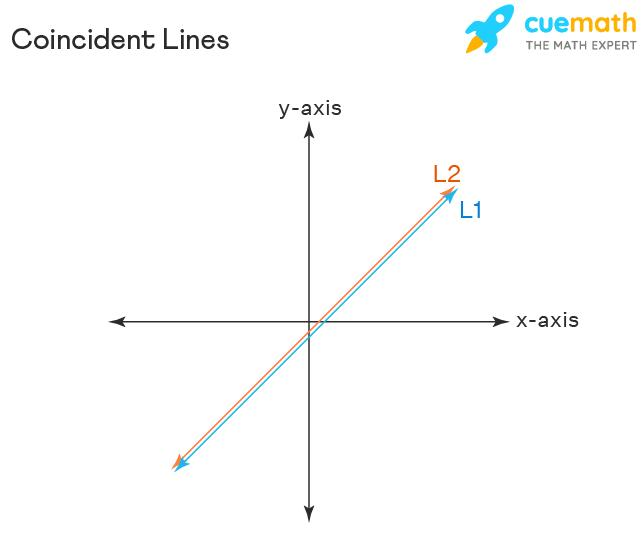 Coincident Lines
cuemath
THE MATH EXPERT
y-axis
L2
L1
x-axis